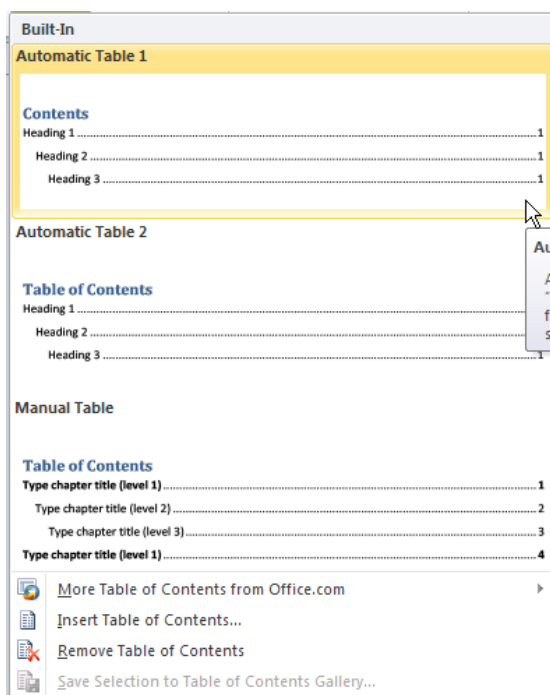 Built-In
Automatic Table 1
Contents
Heading 1 ........ 1
Heading 2 ........ 1
Heading 3 ........ 1
Automatic Table 2
Table of Contents
Heading 1 ........
Heading 2 ........
Heading 3 ........ 1
Manual Table
Table of Contents
Type chapter title (level 1) ........ 1
Type chapter title (level 2) ........ 2
Type chapter title (level 3) ........ 3
Type chapter title (level 1) ........ 4
More Table of Contents from Office.com
Insert Table of Contents...
Remove Table of Contents
Save Selection to Table of Contents Gallery...